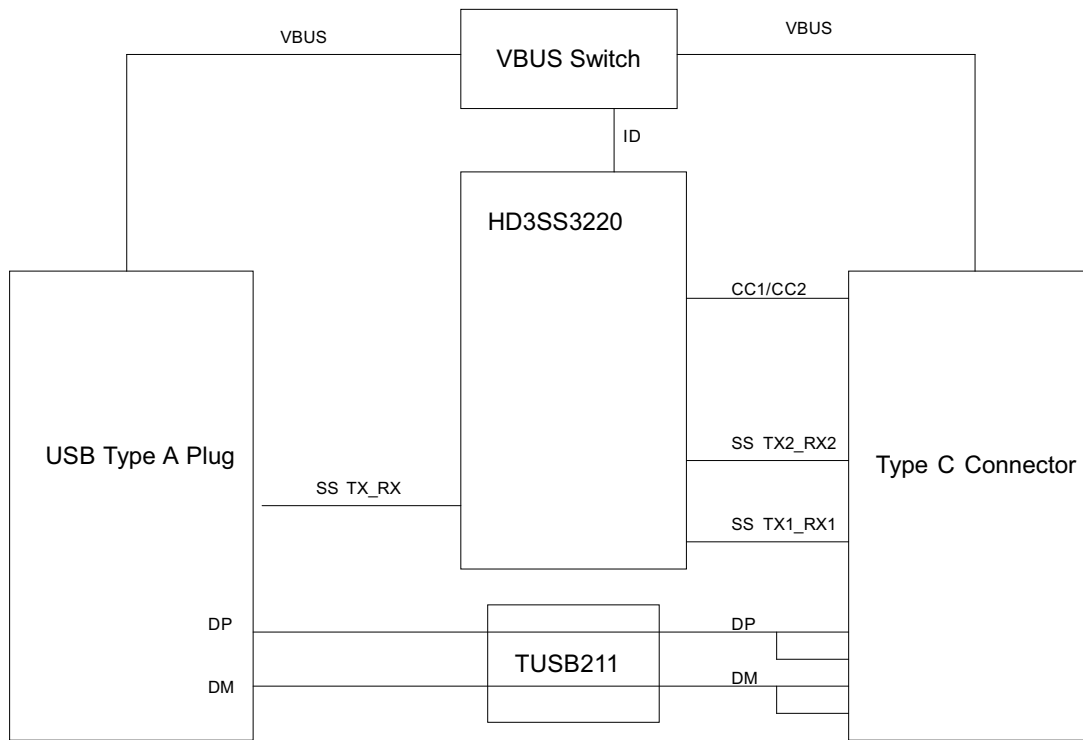 VBUS
VBUS
VBUS Switch
ID
HD3SS3220
CC1/CC2
USB Type A Plug
SS TX2_RX2
Type C Connector
SS TX_RX
SS TX1_RX1
DP
DP
TUSB211
DM
DM